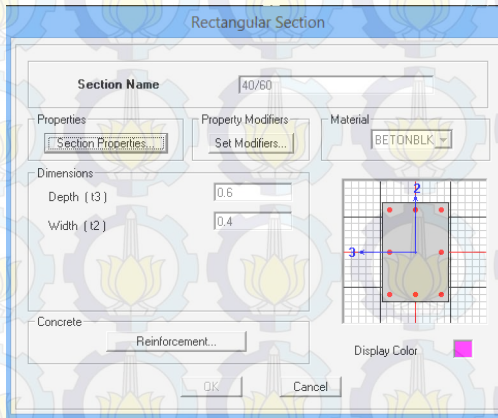 Rectangular Section
Section Name 40/60
Properties Property Modifiers Material
Section Properties... Set Modifiers... BETONBLK
Dimensions
Depth ( t3 ) 0.6
Width ( t2 ) 0.4
2
3
Concrete
Reinforcement...
Display Color
OK Cancel